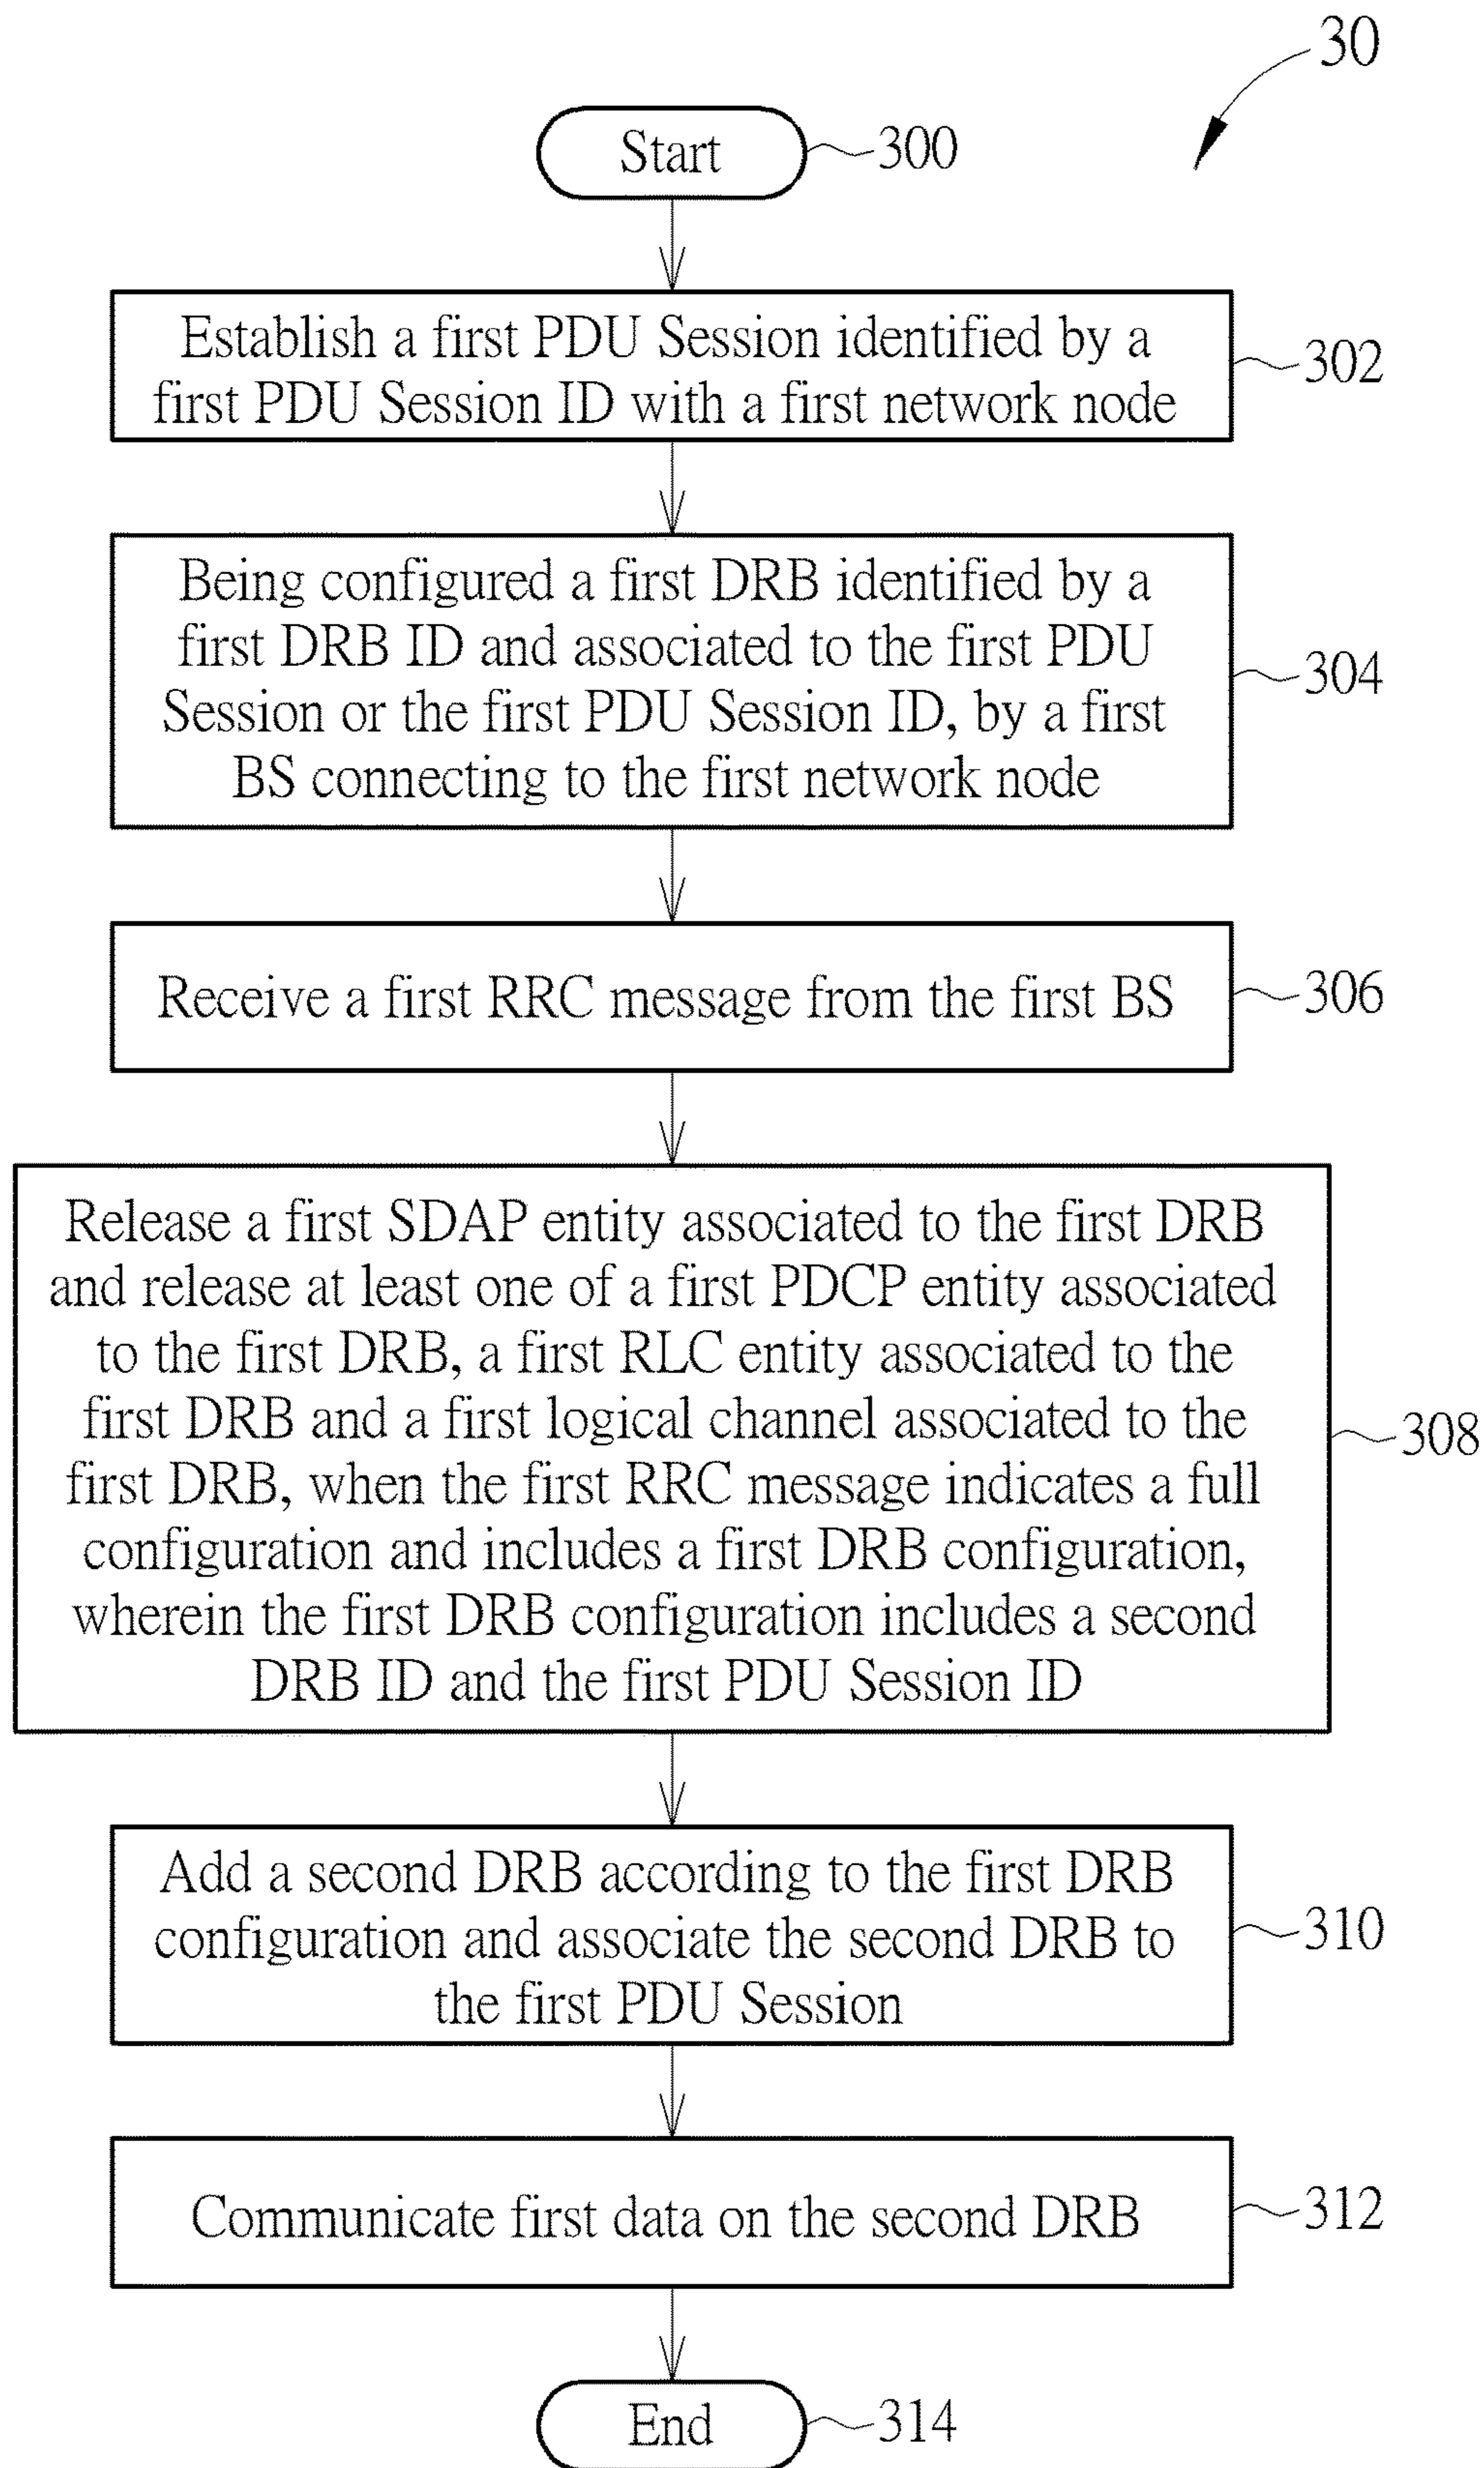 30
Start
300
Establish a first PDU Session identified by a
first PDU Session ID with a first network node
302
Being configured a first DRB identified by a
first DRB ID and associated to the first PDU
Session or the first PDU Session ID, by a first
BS connecting to the first network node
304
Receive a first RRC message from the first BS
306
Release a first SDAP entity associated to the first DRB
and release at least one of a first PDCP entity associated
to the first DRB, a first RLC entity associated to the
first DRB and a first logical channel associated to the
first DRB, when the first RRC message indicates a full
configuration and includes a first DRB configuration,
wherein the first DRB configuration includes a second
DRB ID and the first PDU Session ID
308
Add a second DRB according to the first DRB
configuration and associate the second DRB to
the first PDU Session
310
Communicate first data on the second DRB
312
End
314